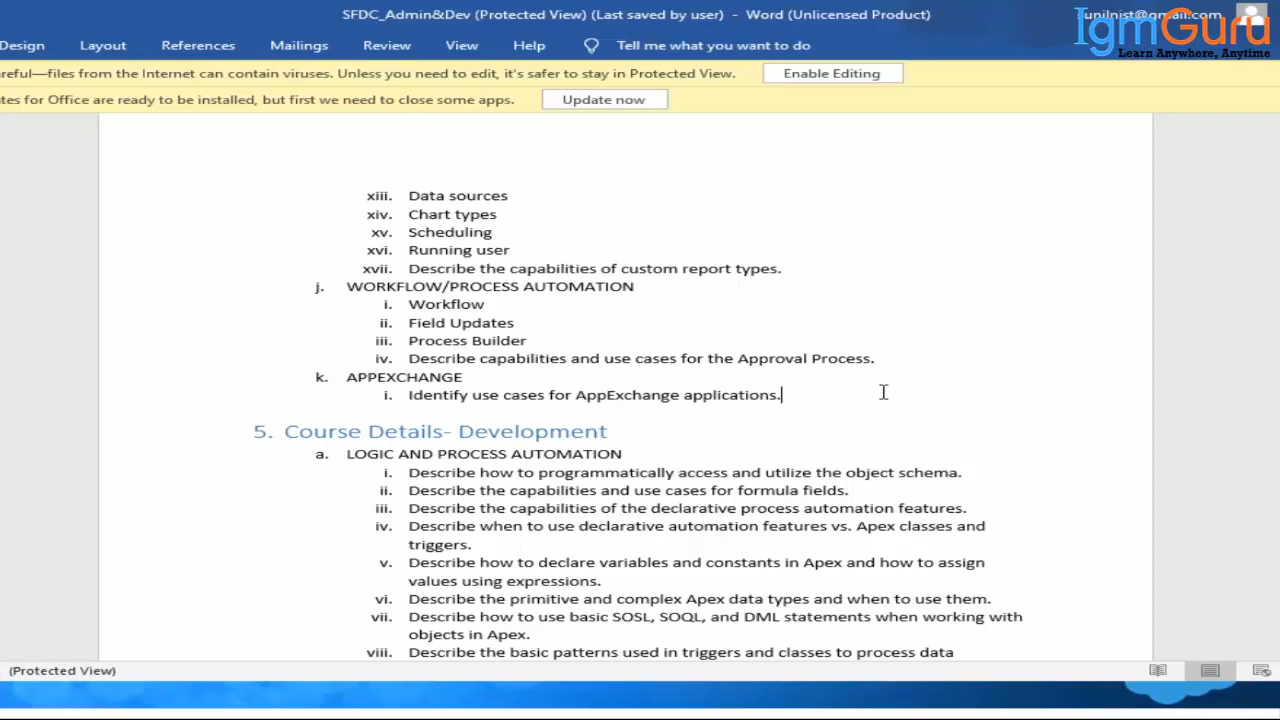 SFDC_Admin&Dev (Protected View) (Last saved by user) - Word (Unlicensed Product)
IgmGuru
Learn Anywhere, Anytime
Design Layout References Mailings Review View Help Tell me what you want to do
files from the Internet can contain viruses. Unless you need to edit, it's safer to stay in Protected View. Enable Editing
for Office are ready to be installed, but first we need to close some apps. Update now
xiii. Data sources
xiv. Chart types
xv. Scheduling
xvi. Running user
xvii. Describe the capabilities of custom report types.
j. WORKFLOW/PROCESS AUTOMATION
i. Workflow
ii. Field Updates
iii. Process Builder
iv. Describe capabilities and use cases for the Approval Process.
k. APPEXCHANGE
i. Identify use cases for AppExchange applications.
5. Course Details- Development
a. LOGIC AND PROCESS AUTOMATION
i. Describe how to programmatically access and utilize the object schema.
ii. Describe the capabilities and use cases for formula fields.
iii. Describe the capabilities of the declarative process automation features.
iv. Describe when to use declarative automation features vs. Apex classes and
triggers.
v. Describe how to declare variables and constants in Apex and how to assign
values using expressions.
vi. Describe the primitive and complex Apex data types and when to use them.
vii. Describe how to use basic SOSL, SOQL, and DML statements when working with
objects in Apex.
viii. Describe the basic patterns used in triggers and classes to process data
(Protected View)